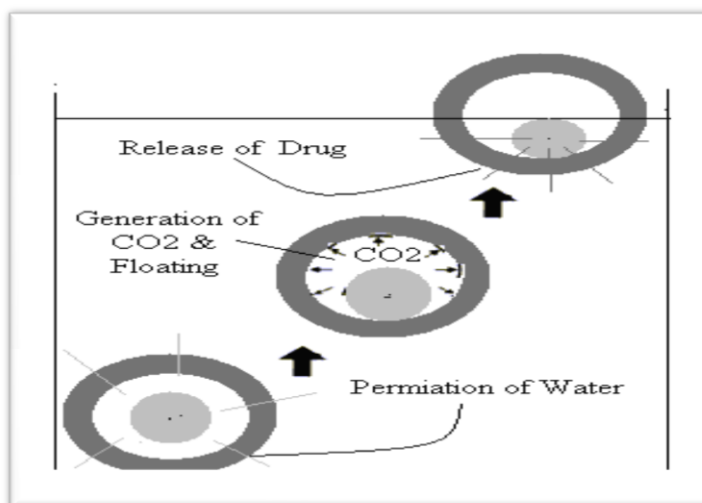 Release of Drug
Generation of
CO2 &
Floating
CO2
Permiation of Water